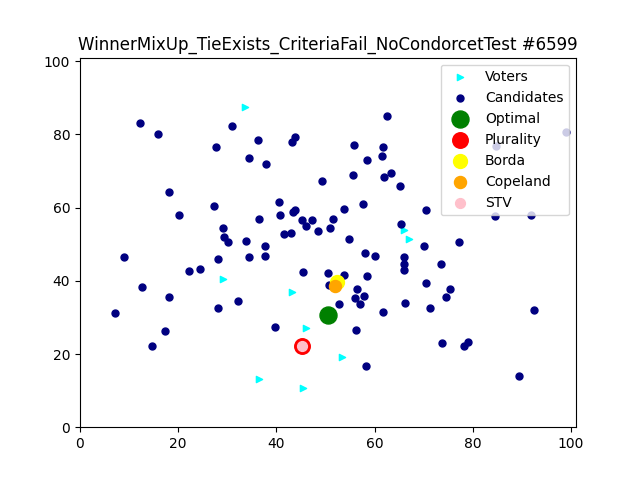 WinnerMixUp_TieExists_CriteriaFail_NoCondorcetTest #6599
100
80
60
40
20
0
0
20
40
60
80
100
Voters
Candidates
Optimal
Plurality
Borda
Copeland
STV